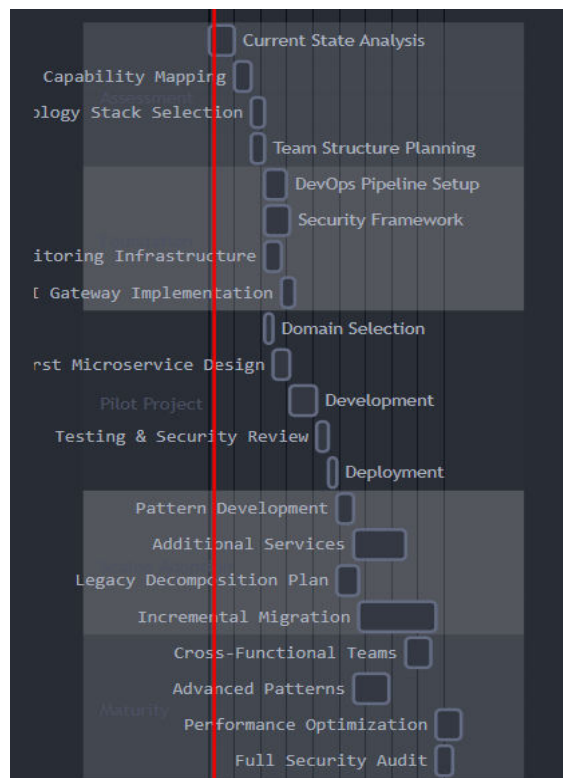 Current State Analysis
Capability Mapping
Assessment
ology Stack Selection
Team Structure Planning
DevOps Pipeline Setup
Security Framework
itoring Infrastructure
I Gateway Implementation
Domain Selection
rst Microservice Design
Pilot Project
Development
Testing & Security Review
Deployment
Pattern Development
Additional Services
Legacy Decomposition Plan
Incremental Migration
Cross-Functional Teams
Advanced Patterns
Maturity
Performance Optimization
Full Security Audit